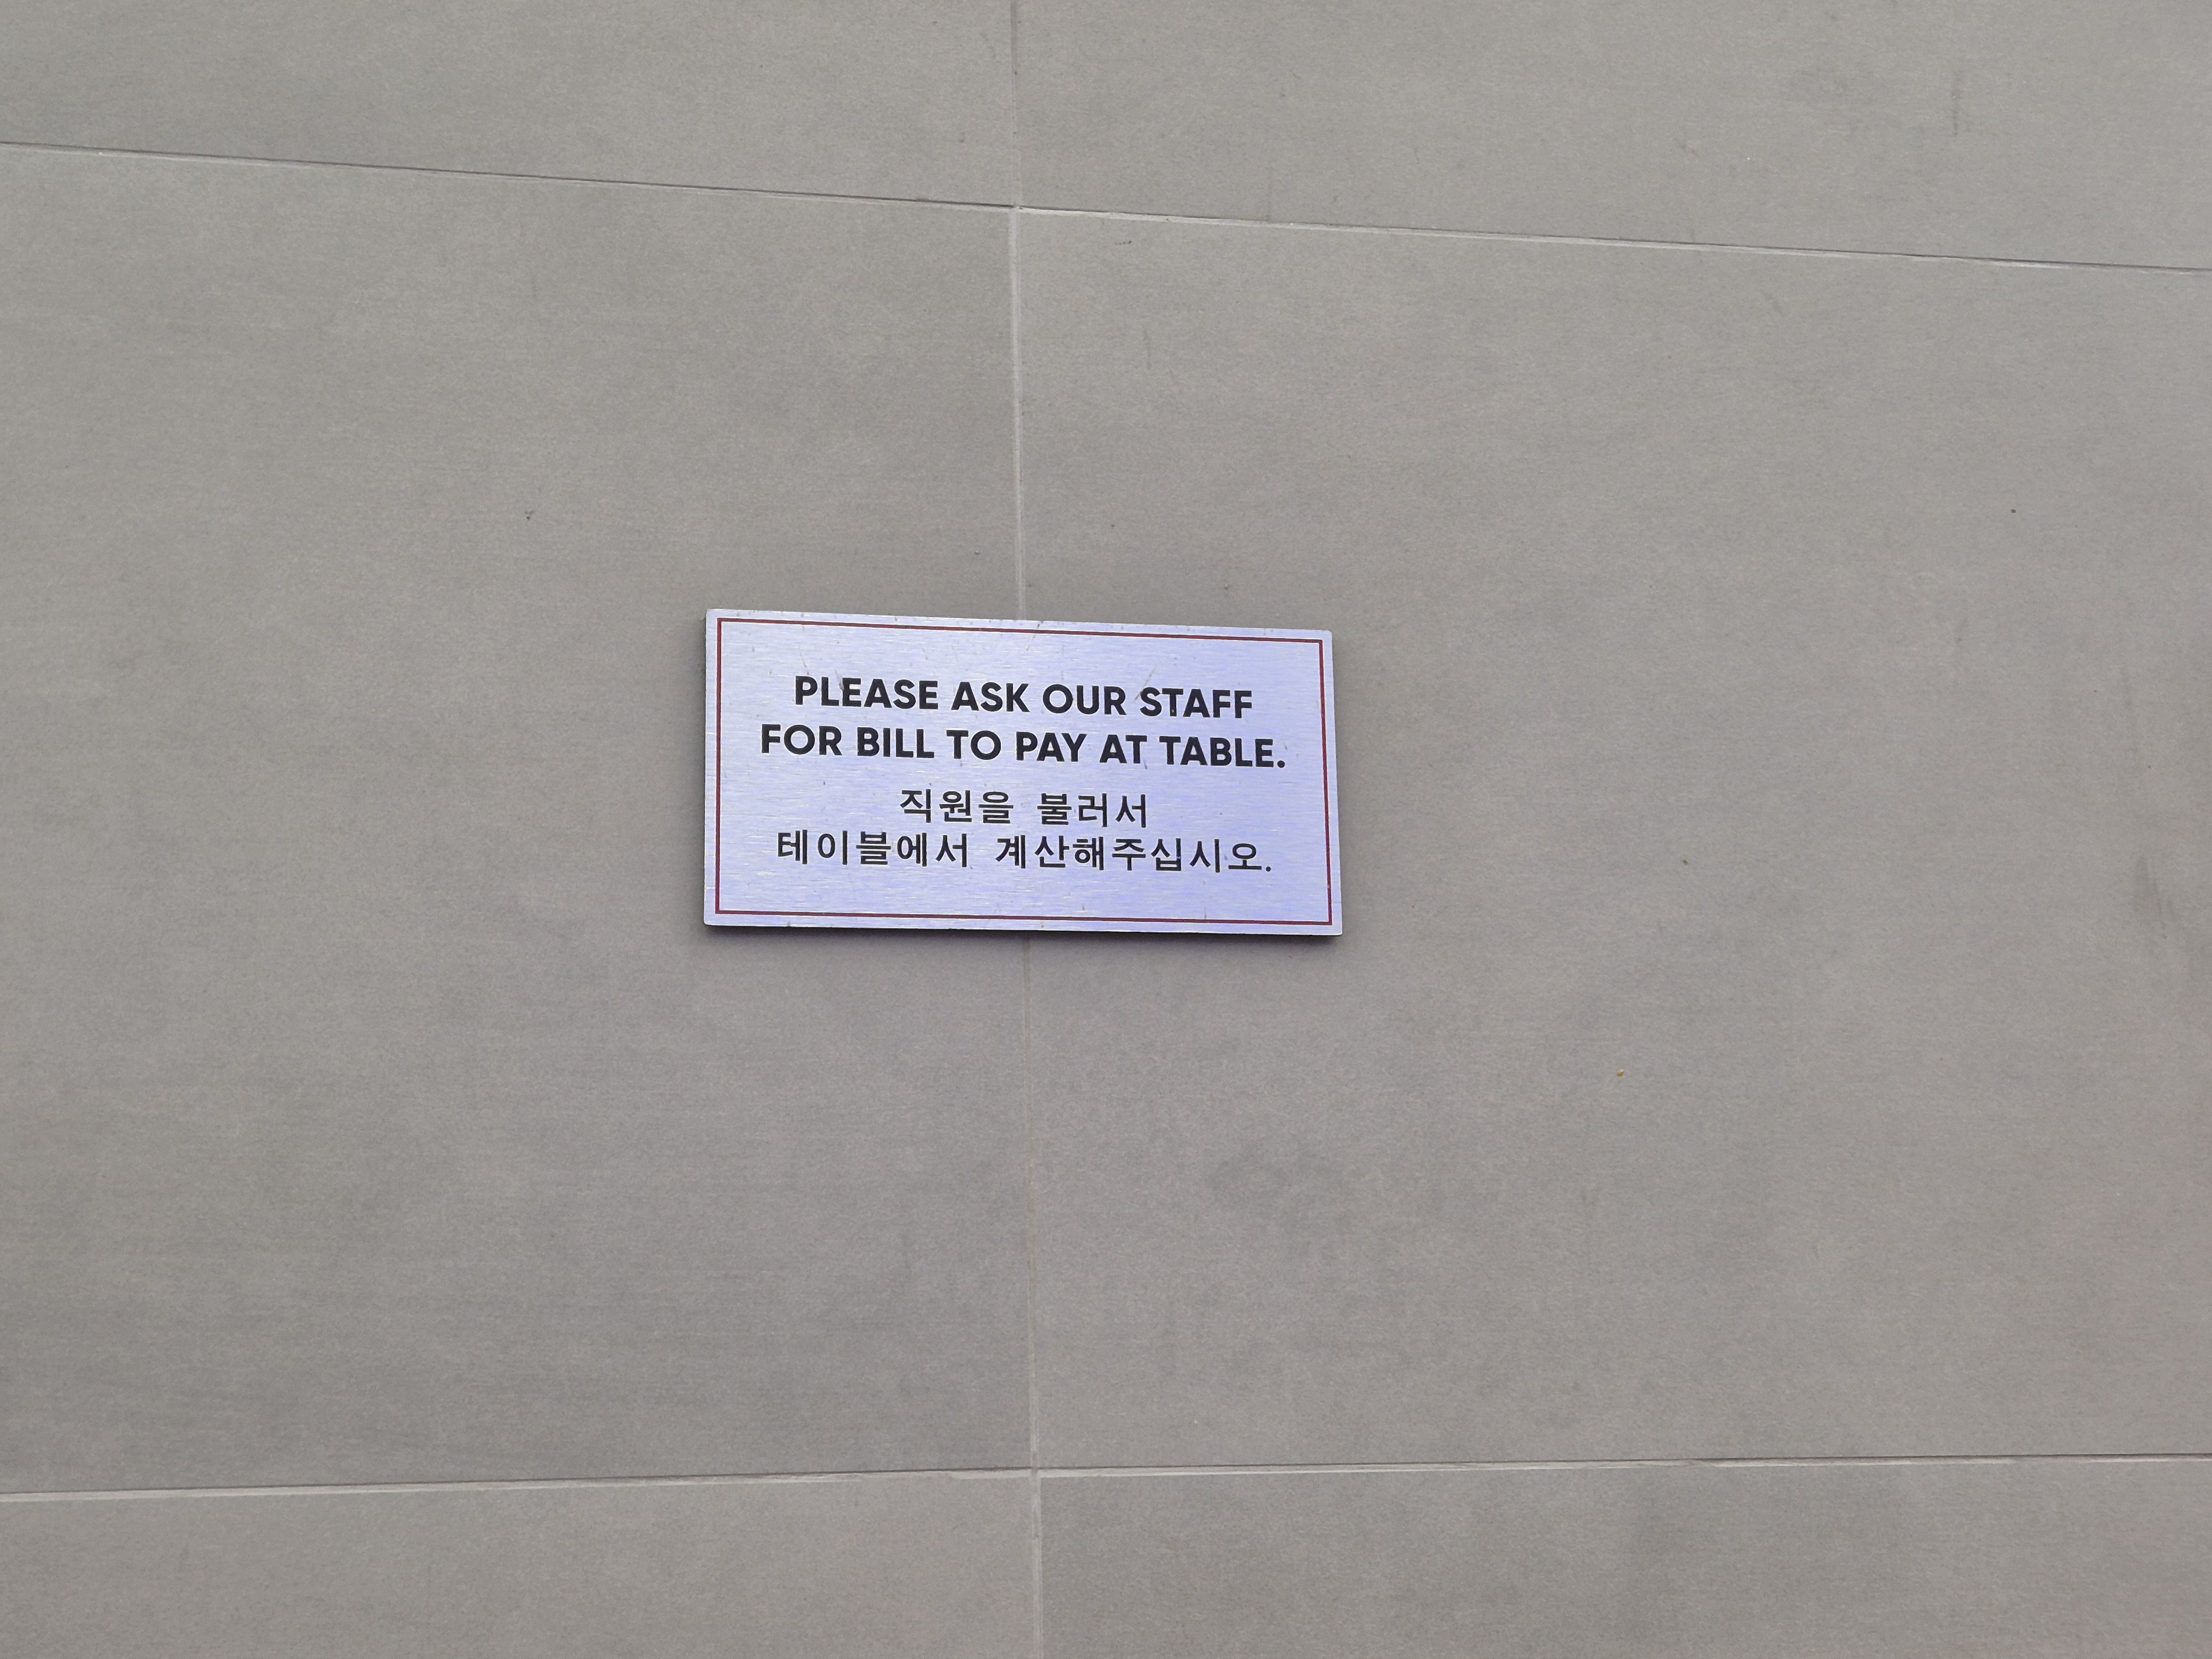 PLEASE ASK OUR STAFF
FOR BILL TO PAY AT TABLE.
직원을 불러서
테이블에서 계산해주십시오.